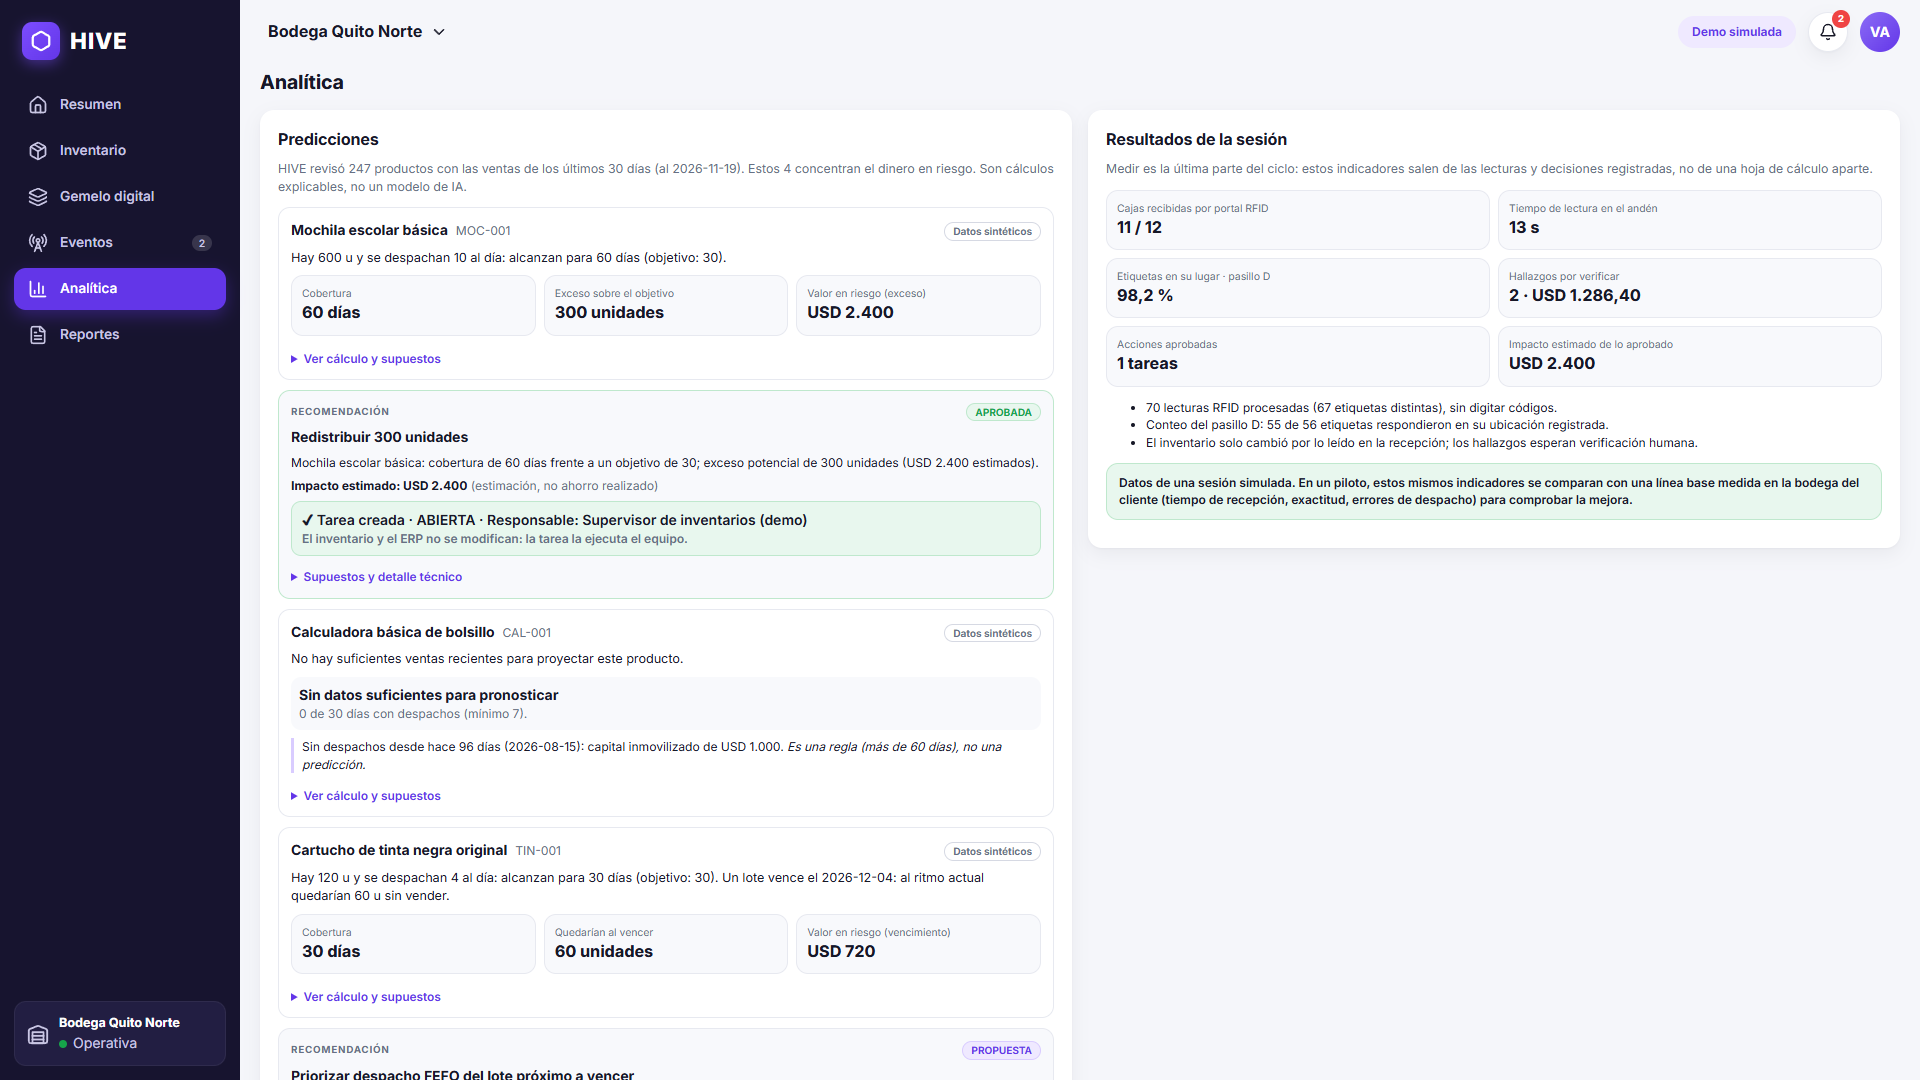 HIVE
Resumen
Inventario
Gemelo digital
Eventos
2
Analítica
Reportes
Bodega Quito Norte
Operativa
Bodega Quito Norte
Demo simulada
2
VA
Analítica
Predicciones
HIVE revisó 247 productos con las ventas de los últimos 30 días (al 2026-11-19). Estos 4 concentran el dinero en riesgo. Son cálculos
explicables, no un modelo de IA.
Mochila escolar básica MOC-001
Datos sintéticos
Hay 600 u y se despachan 10 al día: alcanzan para 60 días (objetivo: 30).
Cobertura
60 días
Exceso sobre el objetivo
300 unidades
Valor en riesgo (exceso)
USD 2.400
Ver cálculo y supuestos
RECOMENDACIÓN
APROBADA
Redistribuir 300 unidades
Mochila escolar básica: cobertura de 60 días frente a un objetivo de 30; exceso potencial de 300 unidades (USD 2.400 estimados).
Impacto estimado: USD 2.400 (estimación, no ahorro realizado)
✓ Tarea creada · ABIERTA · Responsable: Supervisor de inventarios (demo)
El inventario y el ERP no se modifican: la tarea la ejecuta el equipo.
Supuestos y detalle técnico
Calculadora básica de bolsillo CAL-001
Datos sintéticos
No hay suficientes ventas recientes para proyectar este producto.
Sin datos suficientes para pronosticar
0 de 30 días con despachos (mínimo 7).
Sin despachos desde hace 96 días (2026-08-15): capital inmovilizado de USD 1.000. Es una regla (más de 60 días), no una
predicción.
Ver cálculo y supuestos
Cartucho de tinta negra original TIN-001
Datos sintéticos
Hay 120 u y se despachan 4 al día: alcanzan para 30 días (objetivo: 30). Un lote vence el 2026-12-04: al ritmo actual
quedarían 60 u sin vender.
Cobertura
30 días
Quedarían al vencer
60 unidades
Valor en riesgo (vencimiento)
USD 720
Ver cálculo y supuestos
RECOMENDACIÓN
PROPUESTA
Priorizar despacho FEFO del lote próximo a vencer
Resultados de la sesión
Medir es la última parte del ciclo: estos indicadores salen de las lecturas y decisiones registradas, no de una hoja de cálculo aparte.
Cajas recibidas por portal RFID
11 / 12
Tiempo de lectura en el andén
13 s
Etiquetas en su lugar · pasillo D
98,2 %
Hallazgos por verificar
2 · USD 1.286,40
Acciones aprobadas
1 tareas
Impacto estimado de lo aprobado
USD 2.400
• 70 lecturas RFID procesadas (67 etiquetas distintas), sin digitar códigos.
• Conteo del pasillo D: 55 de 56 etiquetas respondieron en su ubicación registrada.
• El inventario solo cambió por lo leído en la recepción; los hallazgos esperan verificación humana.
Datos de una sesión simulada. En un piloto, estos mismos indicadores se comparan con una línea base medida en la bodega del
cliente (tiempo de recepción, exactitud, errores de despacho) para comprobar la mejora.